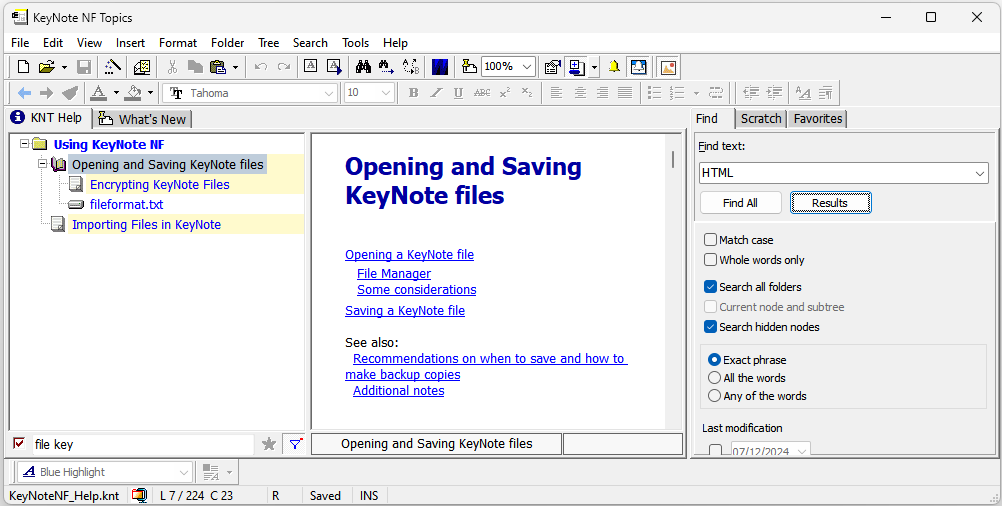 KeyNote NF Topics
File Edit View Insert Format Folder Tree Search Tools Help
100%
Tahoma
10
B I U ABC x² x₂
KNT Help
What's New
Using KeyNote NF
Opening and Saving KeyNote files
Encrypting KeyNote Files
fileformat.txt
Importing Files in KeyNote
file key
Opening and Saving
KeyNote files
Opening a KeyNote file
File Manager
Some considerations
Saving a KeyNote file
See also:
Recommendations on when to save and how to
make backup copies
Additional notes
Opening and Saving KeyNote files
Find Scratch Favorites
Find text:
HTML
Find All
Results
Match case
Whole words only
Search all folders
Current node and subtree
Search hidden nodes
Exact phrase
All the words
Any of the words
Last modification
07/12/2024
Blue Highlight
KeyNoteNF_Help.knt
L 7 / 224 C 23
R
Saved
INS